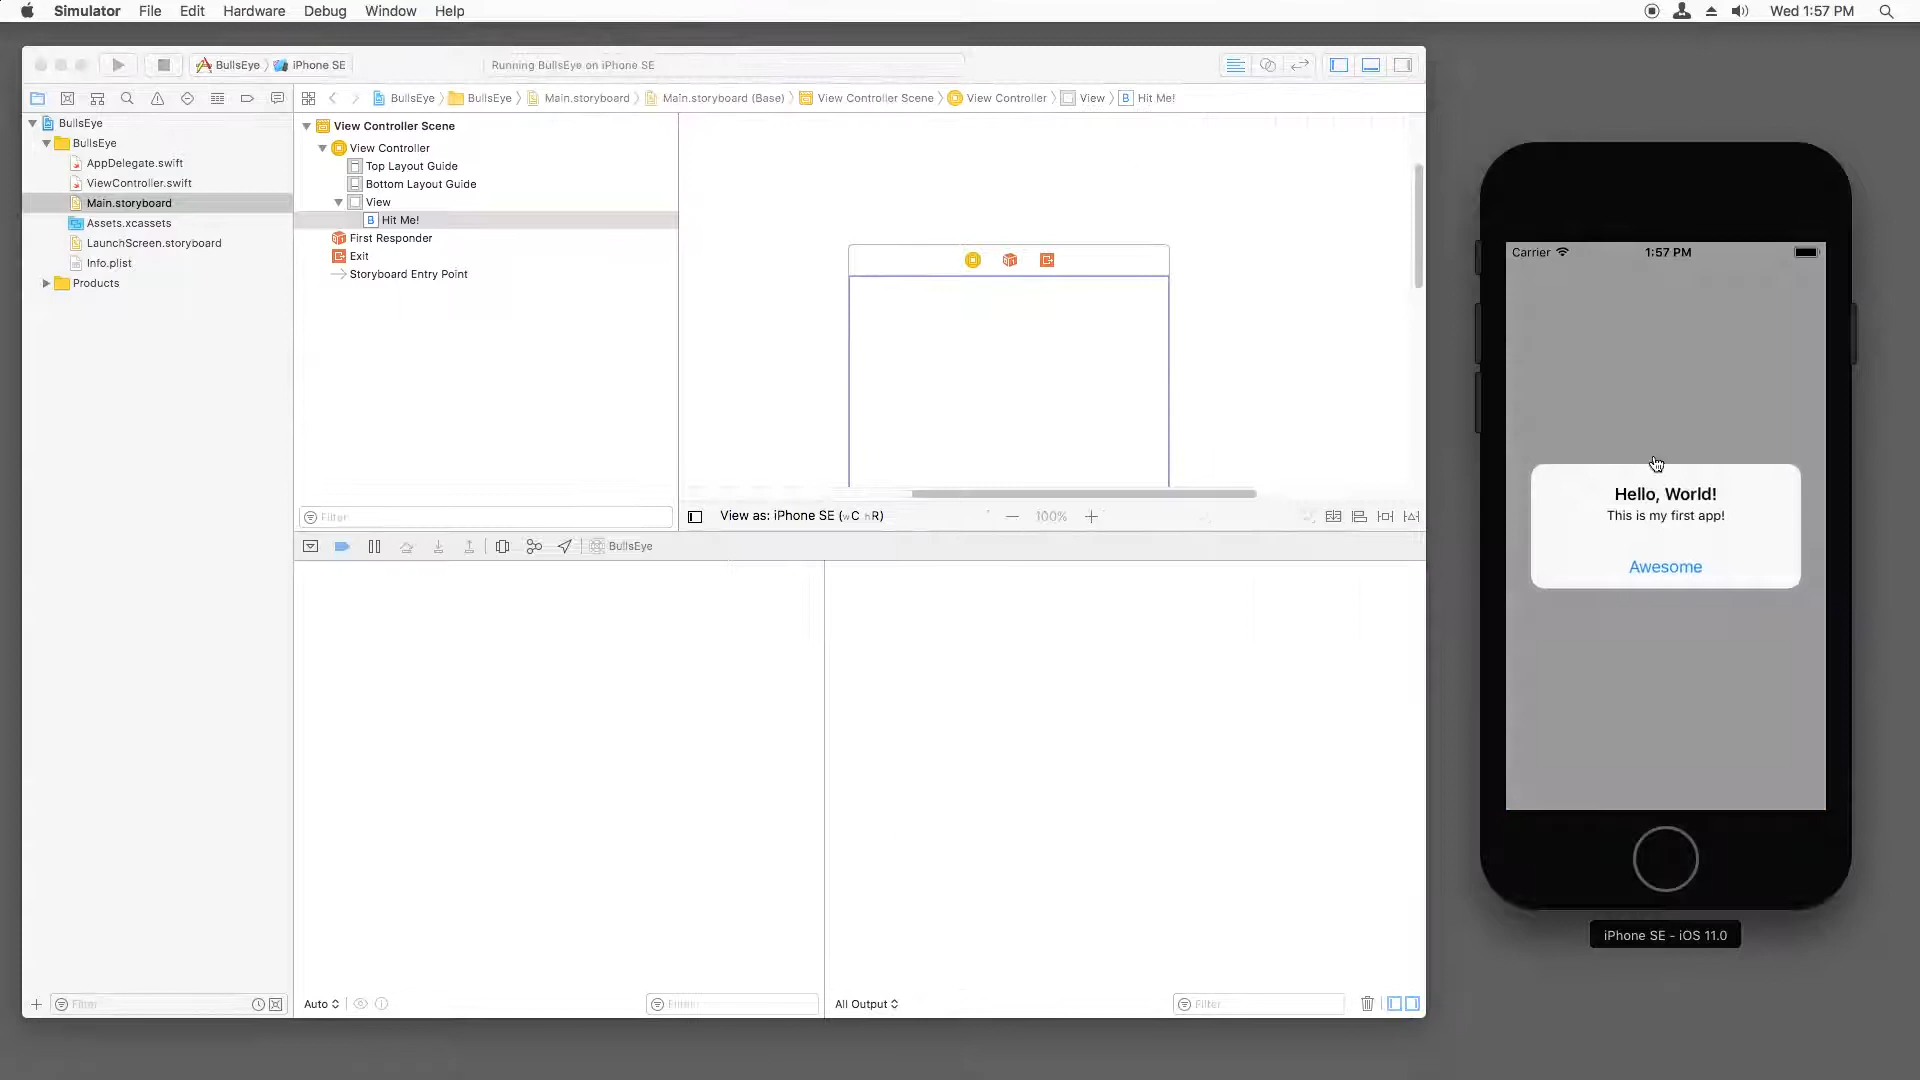 Simulator File Edit Hardware Debug Window Help Wed 1:57 PM
BullsEye iPhone SE Running BullsEye on iPhone SE
BullsEye BullsEye Main.storyboard Main.storyboard (Base) View Controller Scene View Controller View B Hit Me!
BullsEye
BullsEye
AppDelegate.swift
ViewController.swift
Main.storyboard
Assets.xcassets
LaunchScreen.storyboard
Info.plist
Products
View Controller Scene
View Controller
Top Layout Guide
Bottom Layout Guide
View
B Hit Me!
First Responder
Exit
Storyboard Entry Point
Filter
View as: iPhone SE (wC hR) 100%
BullsEye
Filter
Auto
Filter
All Output
Filter
Carrier 1:57 PM
Hello, World!
This is my first app!
Awesome
iPhone SE - iOS 11.0